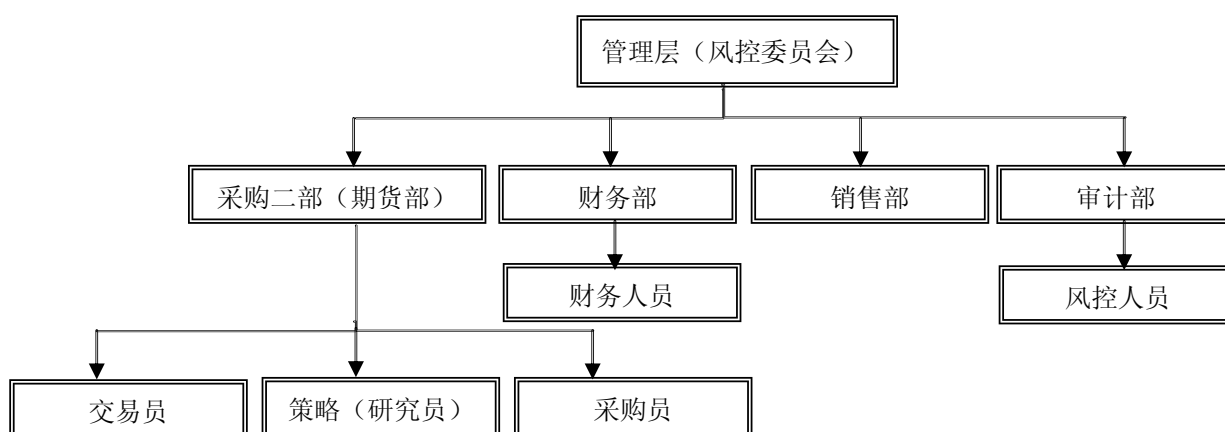 管理层（风控委员会）
采购二部（期货部）
财务部
销售部
审计部
财务人员
风控人员
交易员
策略（研究员）
采购员